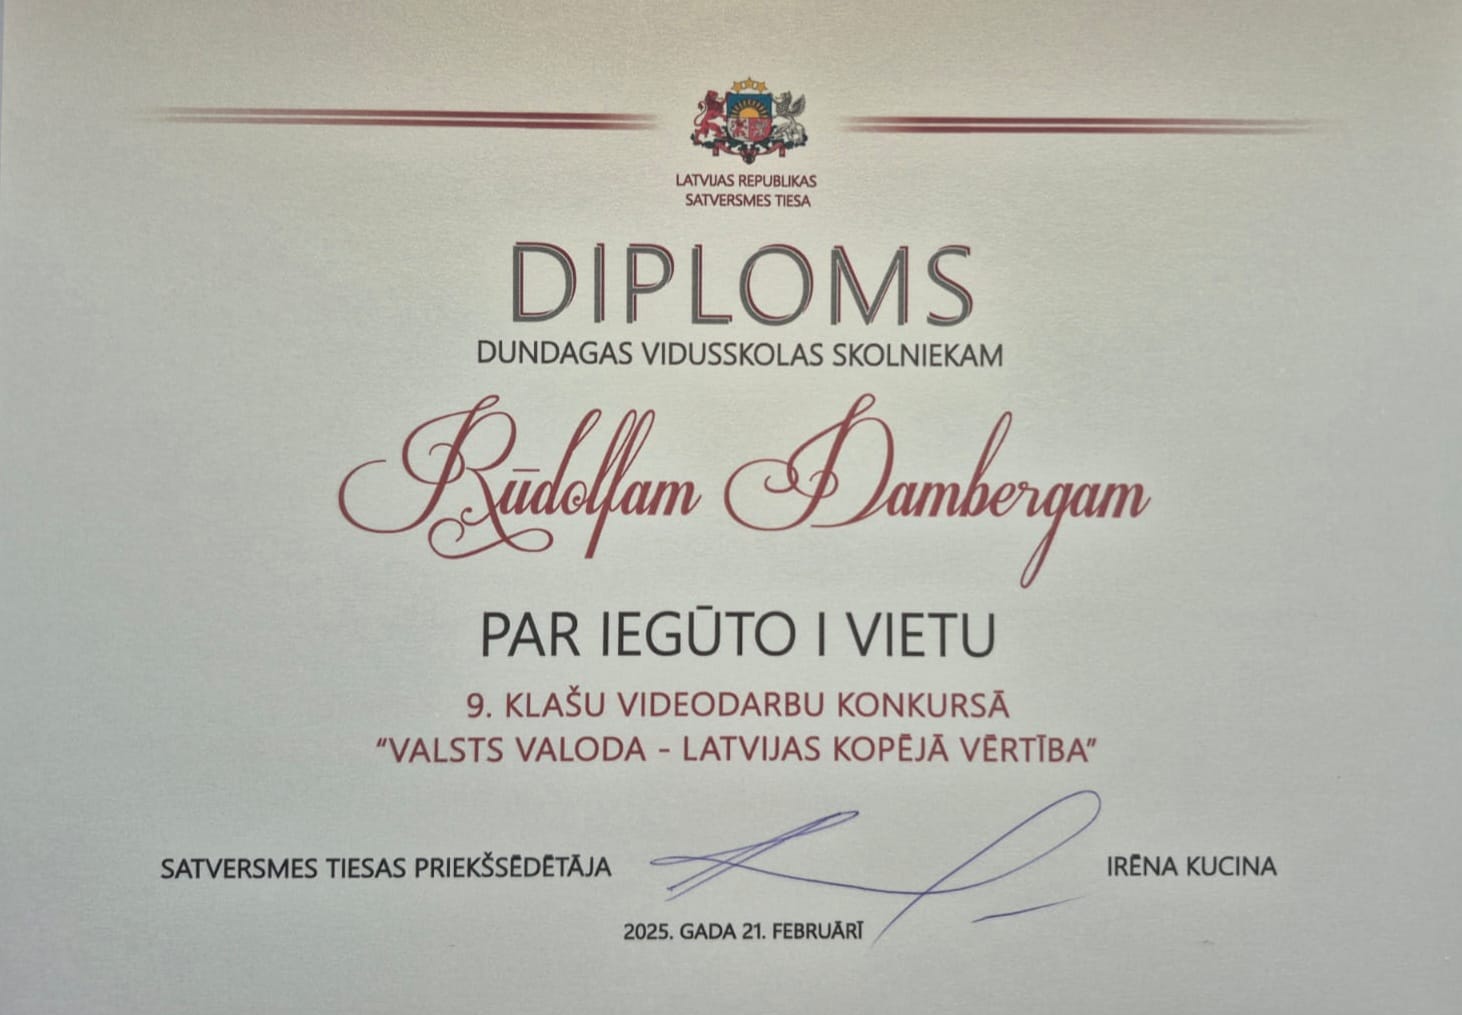 LATVIJAS REPUBLIKAS
SATVERSMES TIESA
DIPLOMS
DUNDAGAS VIDUSSKOLAS SKOLNIEKAM
Rūdolfam Dambergam
PAR IEGŪTO I VIETU
9. KLAŠU VIDEODARBU KONKURSĀ
“VALSTS VALODA - LATVIJAS KOPĒJĀ VĒRTĪBA”
SATVERSMES TIESAS PRIEKŠSĒDĒTĀJA IRĒNA KUCINA
2025. GADA 21. FEBRUĀRĪ